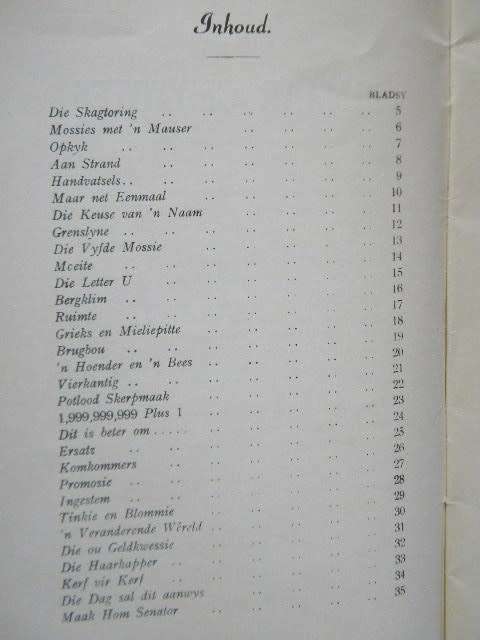 Inhoud.
BLADSY
Die Skagtoring .. .. .. .. .. .. 5
Mossies met 'n Mauser .. .. .. .. 6
Opkyk .. .. .. .. .. .. .. 7
Aan Strand .. .. .. .. .. .. 8
Handvatsels.. .. .. .. .. .. .. 9
Maar net Eenmaal .. .. .. .. .. 10
Die Keuse van 'n Naam .. .. .. .. 11
Grenslyne .. .. .. .. .. .. .. 12
Die Vyfde Mossie .. .. .. .. .. 13
Moeite .. .. .. .. .. .. .. 14
Die Letter U .. .. .. .. .. .. 15
Bergklim .. .. .. .. .. .. .. 16
Ruimte .. .. .. .. .. .. .. 17
Grieks en Mieliepitte .. .. .. .. .. 18
Brugbou .. .. .. .. .. .. .. 19
'n Hoender en 'n Bees .. .. .. .. .. 20
Vierkantig .. .. .. .. .. .. .. 21
Potlood Skerpmaak .. .. .. .. .. 22
1,999,999,999 Plus 1 .. .. .. .. .. 23
Dit is beter om ..... .. .. .. .. .. 24
Ersatz .. .. .. .. .. .. .. 25
Komkommers .. .. .. .. .. .. 26
Promosie .. .. .. .. .. .. .. 27
Ingestem .. .. .. .. .. .. .. 28
Tinkie en Blommie .. .. .. .. .. 29
'n Veranderende Wêreld .. .. .. .. .. 30
Die ou Geldkwessie .. .. .. .. .. 31
Die Haarkapper .. .. .. .. .. .. 32
Kerf vir Kerf .. .. .. .. .. .. 33
Die Dag sal dit aanwys .. .. .. .. 34
Maak Hom Senator .. .. .. .. .. 35